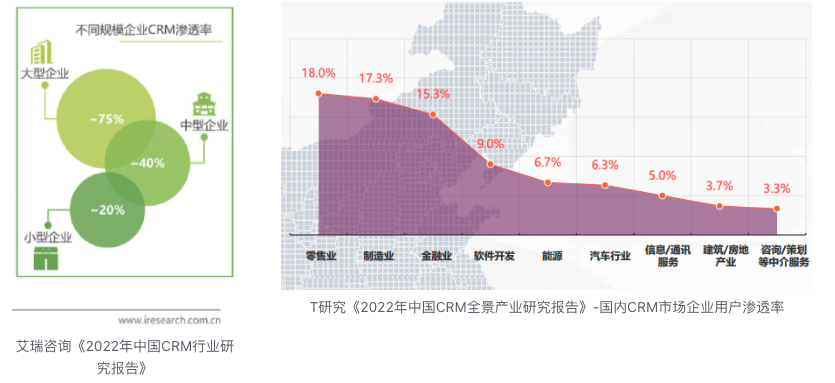 不同规模企业CRM渗透率
大型企业
~75%
中型企业
~40%
~20%
小型企业
www.iresearch.com.cn
艾瑞咨询《2022年中国CRM行业研
究报告》
18.0%
17.3%
15.3%
9.0%
6.7%
6.3%
5.0%
3.7%
3.3%
零售业
制造业
金融业
软件开发
能源
汽车行业
信息/通讯
服务
建筑/房地
产业
咨询/策划
等中介服务
T研究《2022年中国CRM全景产业研究报告》-国内CRM市场企业用户渗透率